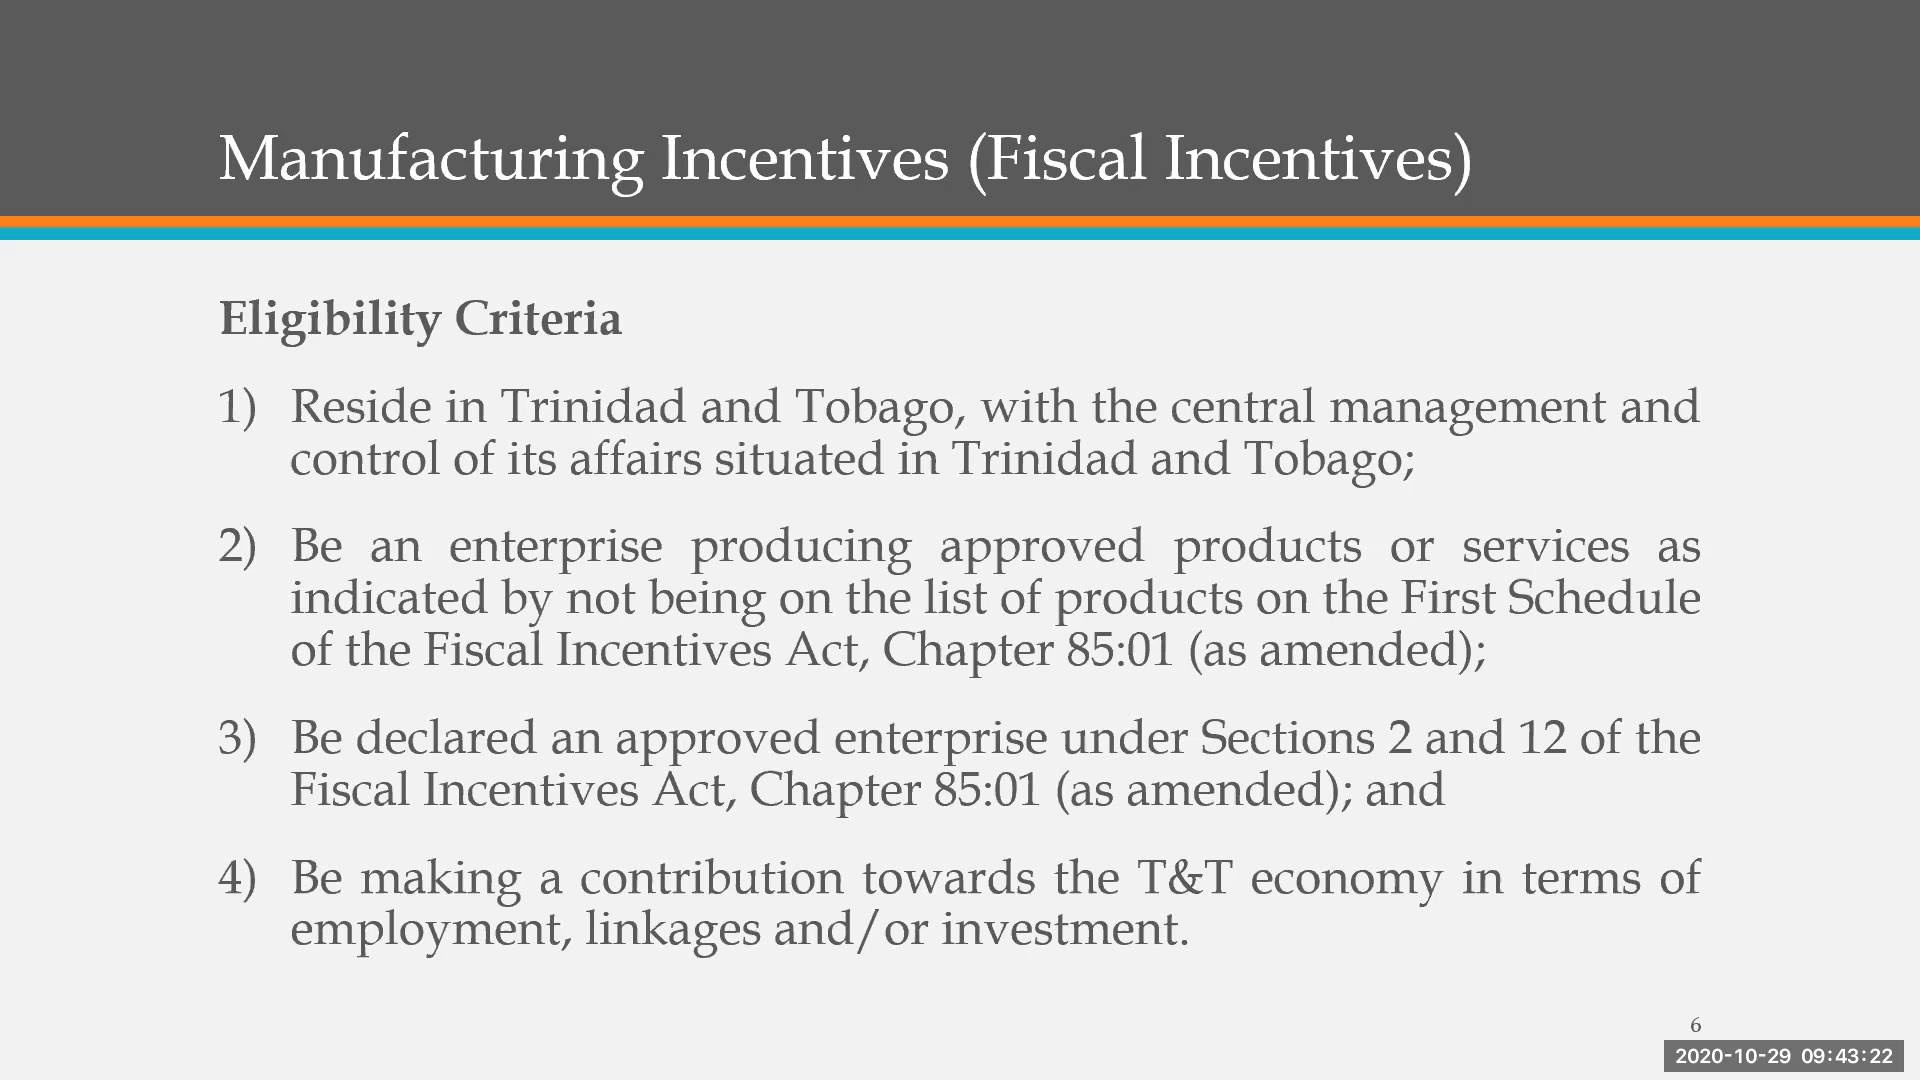 Manufacturing Incentives (Fiscal Incentives)
Eligibility Criteria
1) Reside in Trinidad and Tobago, with the central management and
control of its affairs situated in Trinidad and Tobago;
2) Be an enterprise producing approved products or services as
indicated by not being on the list of products on the First Schedule
of the Fiscal Incentives Act, Chapter 85:01 (as amended);
3) Be declared an approved enterprise under Sections 2 and 12 of the
Fiscal Incentives Act, Chapter 85:01 (as amended); and
4) Be making a contribution towards the T&T economy in terms of
employment, linkages and/or investment.
6
2020-10-29 09:43:22